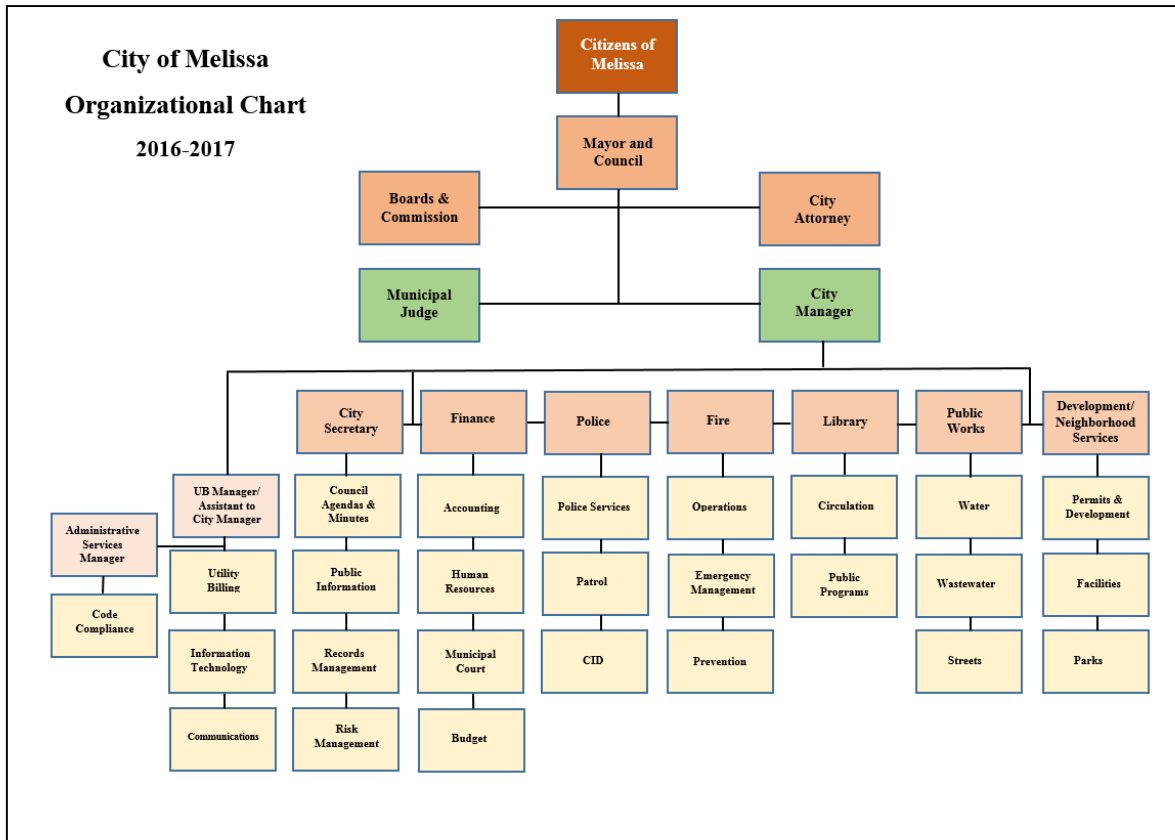 City of Melissa
Organizational Chart
2016-2017
Citizens of
Melissa
Mayor and
Council
Boards &
Commission
City
Attorney
Municipal
Judge
City
Manager
City
Secretary
Finance
Police
Fire
Library
Public
Works
Development/
Neighborhood
Services
UB Manager/
Assistant to
City Manager
Administrative
Services
Manager
Code
Compliance
Utility
Billing
Information
Technology
Communications
Council
Agendas &
Minutes
Public
Information
Records
Management
Risk
Management
Accounting
Human
Resources
Municipal
Court
Budget
Police Services
Patrol
CID
Operations
Emergency
Management
Prevention
Circulation
Public
Programs
Water
Wastewater
Streets
Permits &
Development
Facilities
Parks